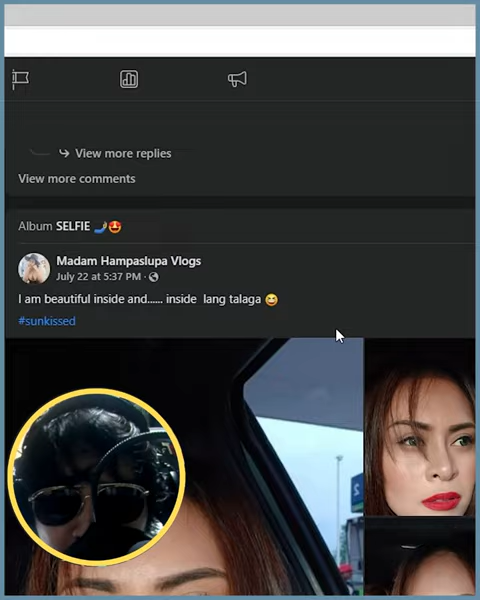 View more replies
View more comments
Album SELFIE 🤳🤩
Madam Hampaslupa Vlogs
July 22 at 5:37 PM ·
I am beautiful inside and...... inside lang talaga 😅
#sunkissed